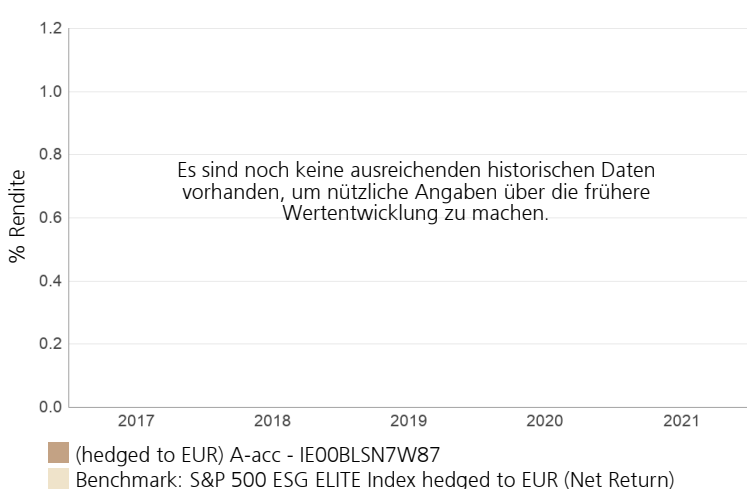 1.2
1.0
0.8
0.6
0.4
0.2
0.0
% Rendite
Es sind noch keine ausreichenden historischen Daten
vorhanden, um nützliche Angaben über die frühere
Wertentwicklung zu machen.
2017 2018 2019 2020 2021
(hedged to EUR) A-acc - IE00BLSN7W87
Benchmark: S&P 500 ESG ELITE Index hedged to EUR (Net Return)